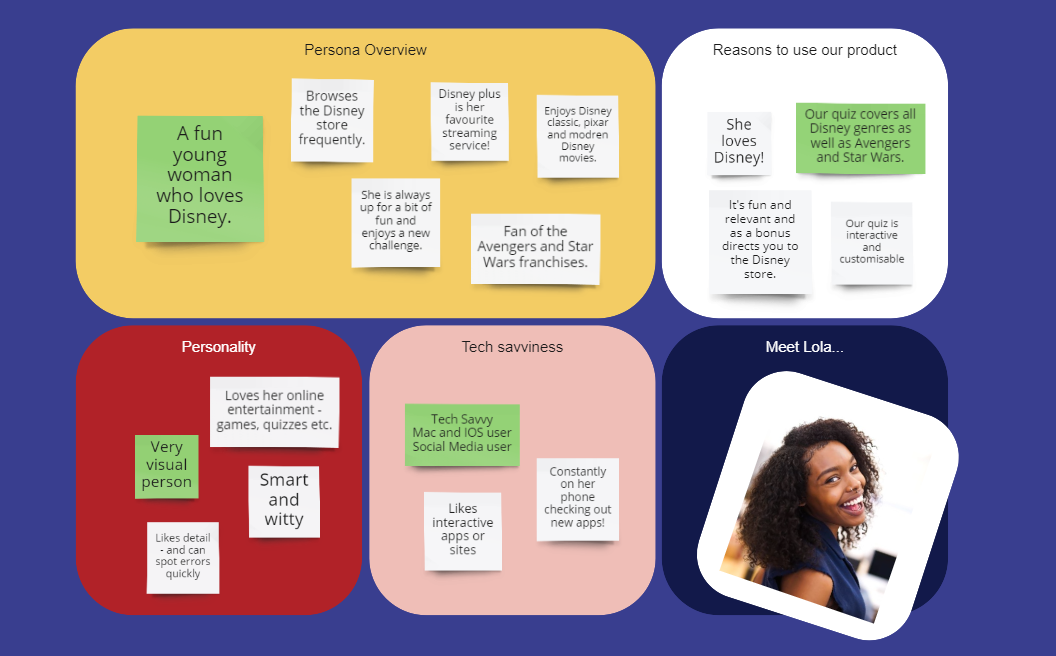 Persona Overview
A fun
young
woman
who loves
Disney.
Browses
the Disney
store
frequently.
Disney plus
is her
favourite
streaming
service!
Enjoys Disney
classic, pixar
and modren
Disney
movies.
She is always
up for a bit of
fun and
enjoys a new
challenge.
Fan of the
Avengers and Star
Wars franchises.
Reasons to use our product
She
loves
Disney!
Our quiz covers all
Disney genres as
well as Avengers
and Star Wars.
It's fun and
relevant and
as a bonus
directs you to
the Disney
store.
Our quiz is
interactive
and
customisable
Personality
Loves her online
entertainment -
games, quizzes etc.
Very
visual
person
Smart
and
witty
Likes detail
- and can
spot errors
quickly
Tech savviness
Tech Savvy
Mac and IOS user
Social Media user
Constantly
on her
phone
checking out
new apps!
Likes
interactive
apps or
sites
Meet Lola...